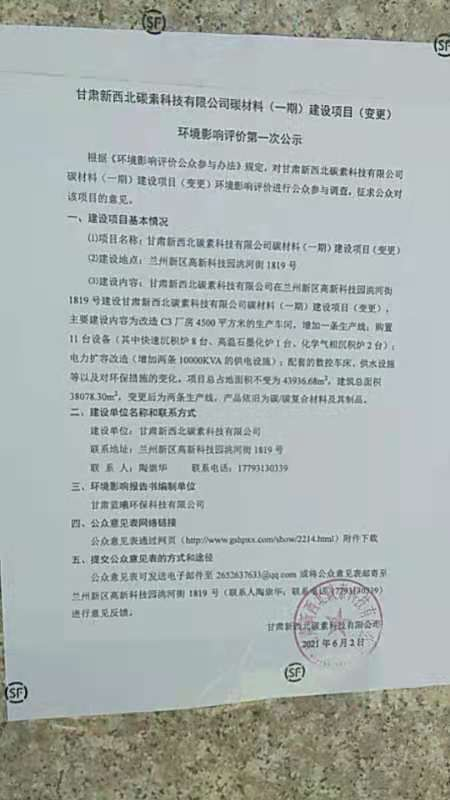 SF
SF
甘肃新西北碳素科技有限公司碳材料（一期）建设项目（变更）
环境影响评价第一次公示
根据《环境影响评价公众参与办法》规定，对甘肃新西北碳素科技有限公司
碳材料（一期）建设项目（变更）环境影响评价进行公众参与调查，征求公众对
该项目的意见。
一、建设项目基本情况
⑴项目名称：甘肃新西北碳素科技有限公司碳材料（一期）建设项目（变更）
⑵建设地点：兰州新区高新科技园洮河街 1819 号
⑶建设内容：甘肃新西北碳素科技有限公司在兰州新区高新科技园洮河街
1819 号建设甘肃新西北碳素科技有限公司碳材料（一期）建设项目（变更），
主要建设内容为改造 C3 厂房 4500 平方米的生产车间，增加一条生产线；购置
11 台设备（其中快速沉积炉 8 台、高温石墨化炉 1 台、化学气相沉积炉 2 台）；
电力扩容改造（增加两条 10000KVA 的供电设施）；配套的数控车床、供水设施
等以及对环保措施的变化。项目总占地面积不变为 43936.68m²，建筑总面积
38078.30m²，变更后为两条生产线，产品依旧为碳/碳复合材料及其制品。
二、建设单位名称和联系方式
建设单位：甘肃新西北碳素科技有限公司
联系地址：兰州新区高新科技园洮河街 1819 号
联 系 人：陶崇华 联系电话：17793130339
三、环境影响报告书编制单位
甘肃蓝曦环保科技有限公司
四、公众意见表网络链接
公众意见表通过网页（http://www.gshpxx.com/show/2214.html）附件下载
五、提交公众意见表的方式和途径
公众意见表可发送电子邮件至 2652637633@qq.com 或将公众意见表邮寄至
兰州新区高新科技园洮河街 1819 号（联系人陶崇华，联系电话 17793130339）
进行意见反馈。
甘肃新西北碳素科技有限公司
2021 年 6 月 2 日
SF
SF